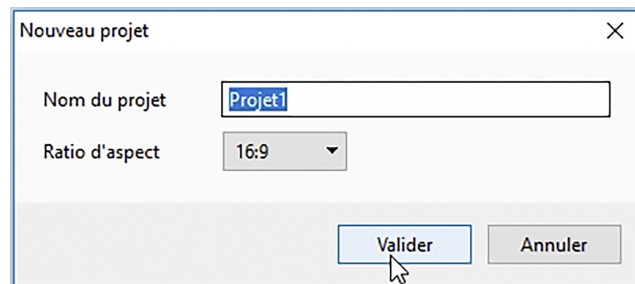 Nouveau projet
Nom du projet Projet1
Ratio d'aspect 16:9
Valider Annuler